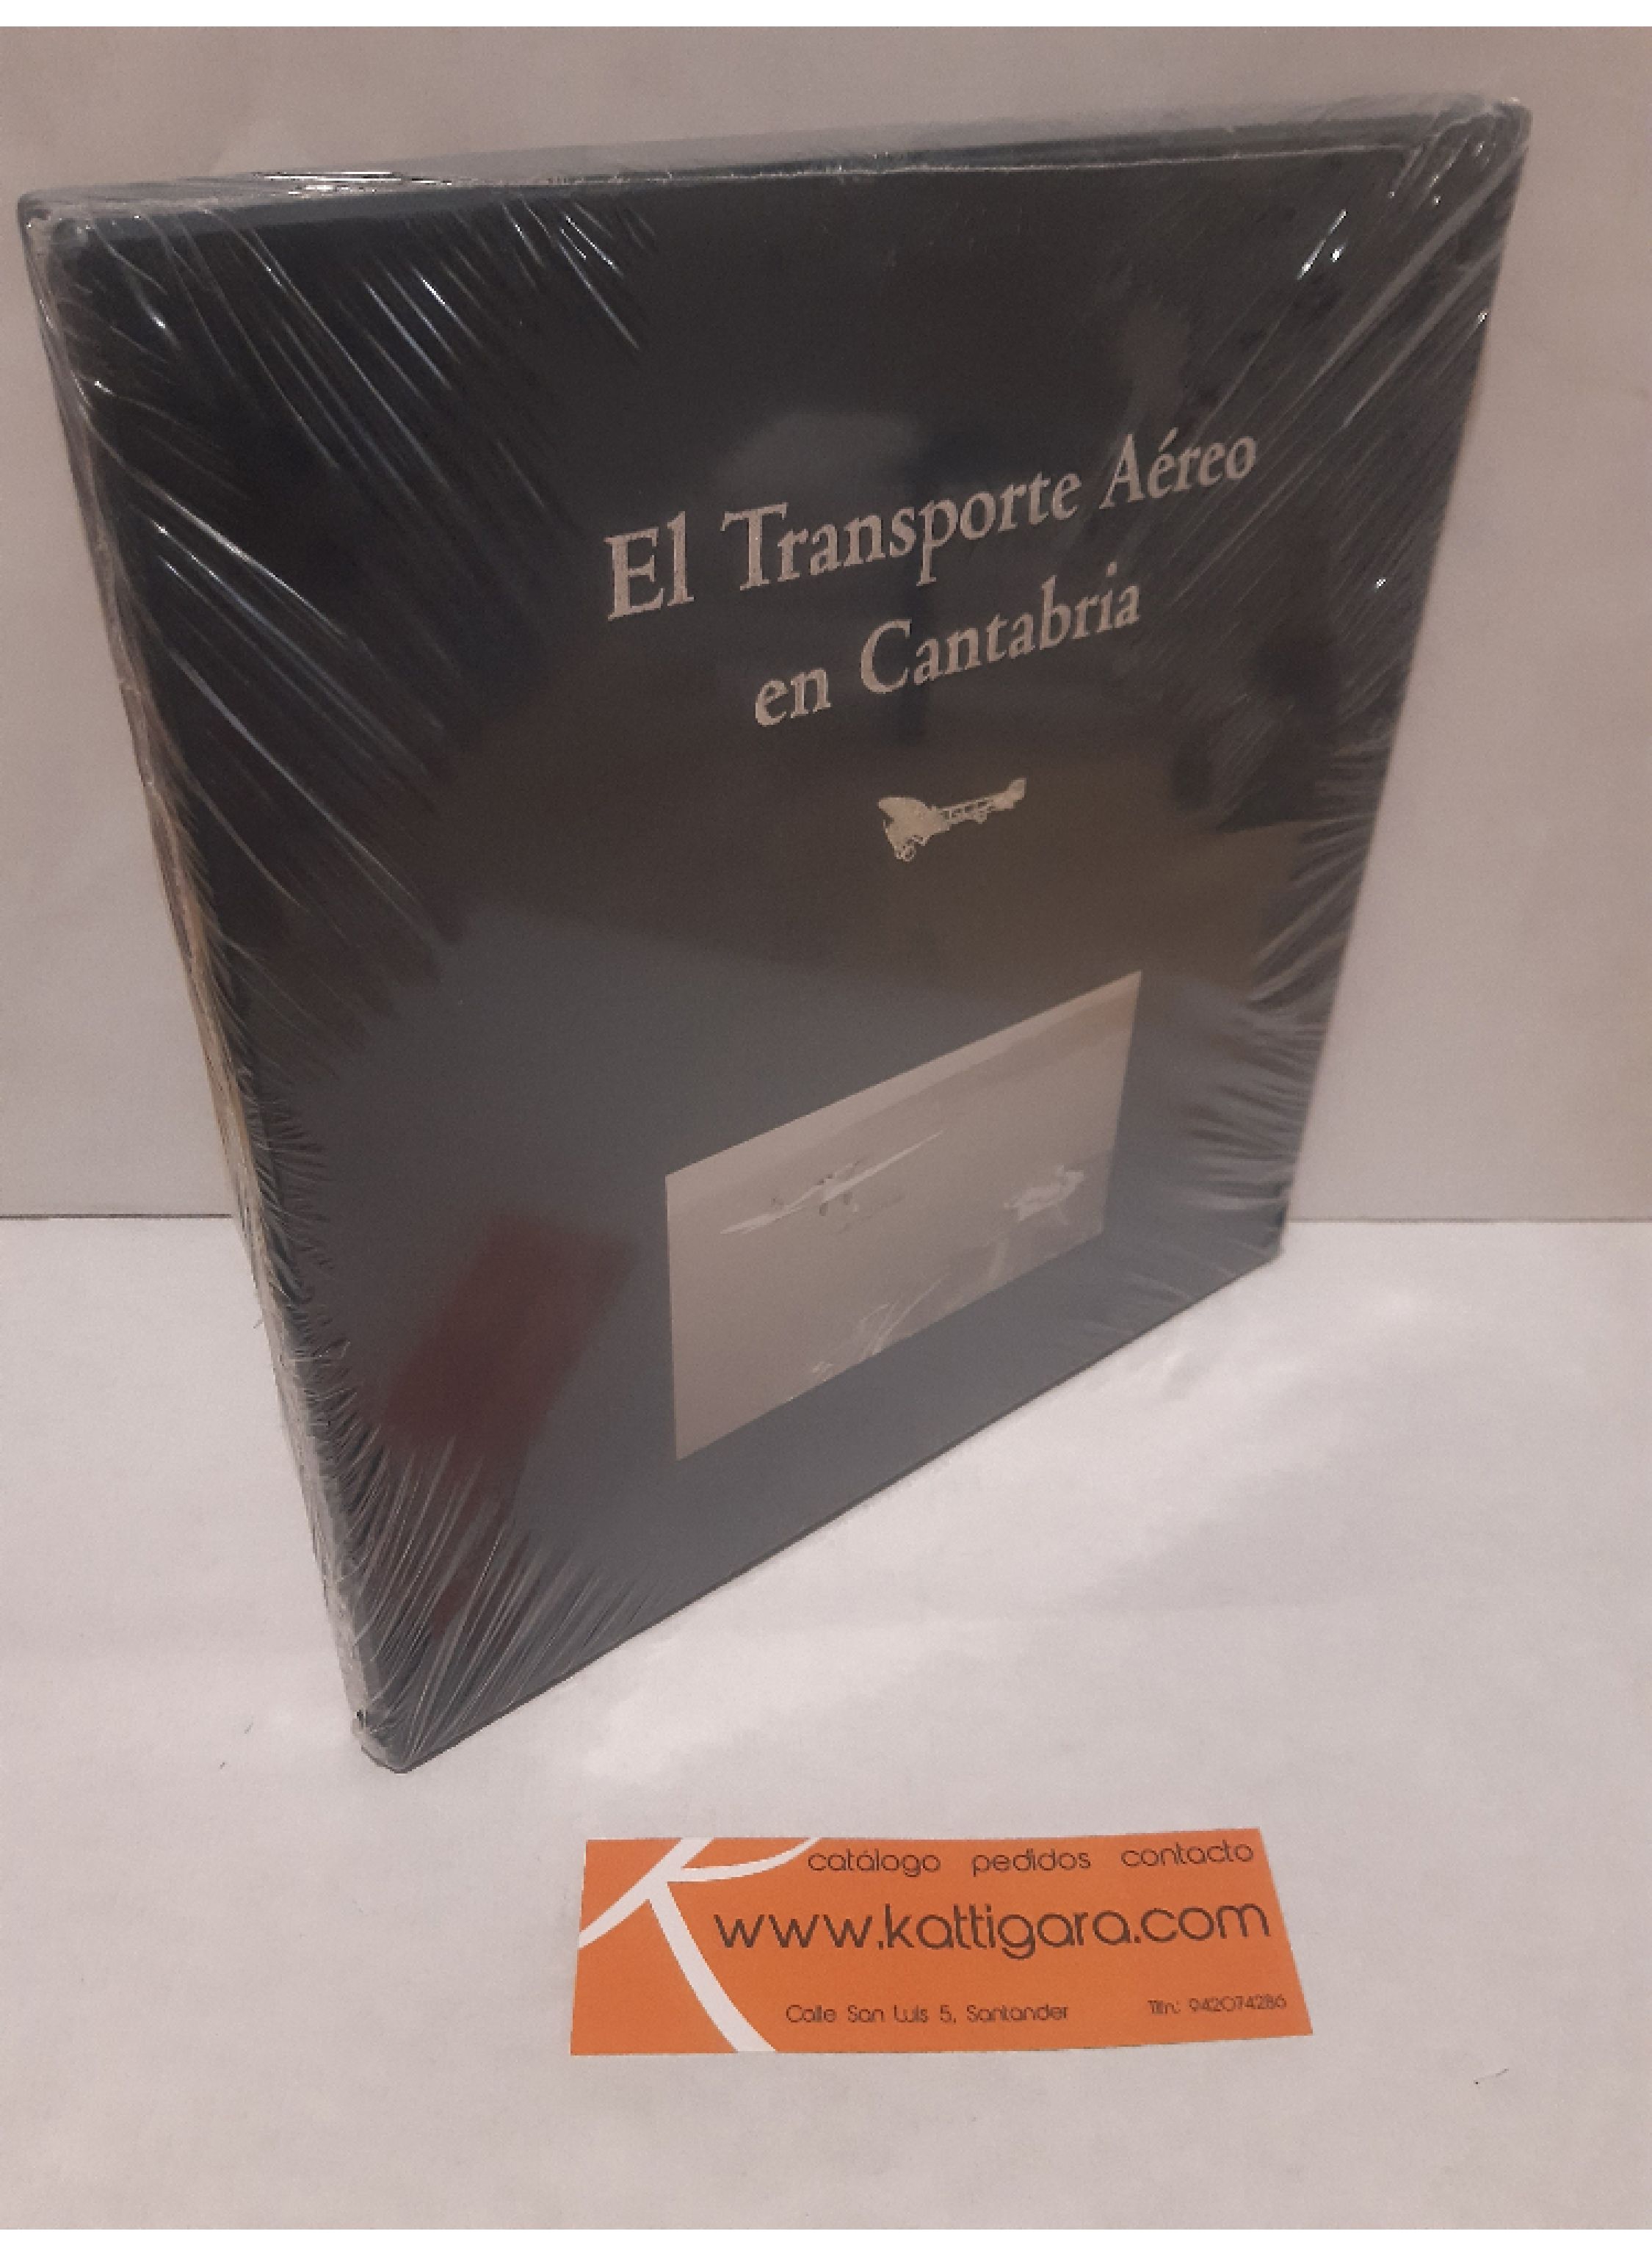 El Transporte Aéreo
en Cantabria
catálogo pedidos contacto
www.kattigara.com
Calle San Luis 5, Santander Tlfn: 942074286